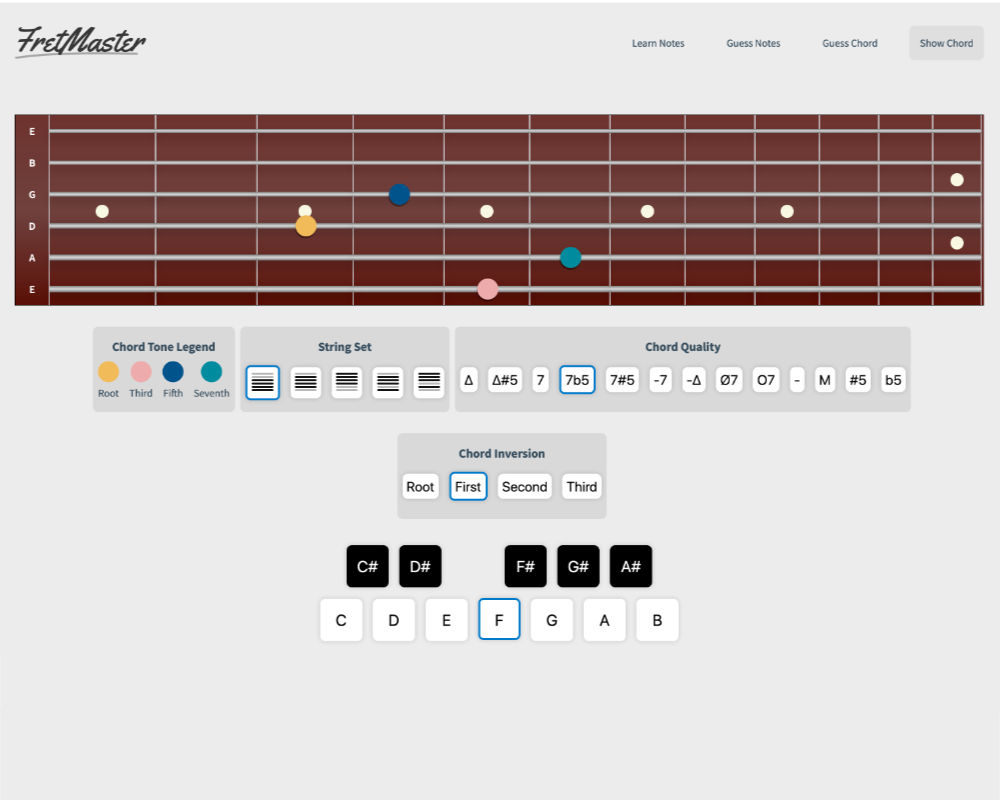 FretMaster
Learn Notes
Guess Notes
Guess Chord
Show Chord
E
B
G
D
A
E
Chord Tone Legend
Root Third Fifth Seventh
String Set
Chord Quality
Δ Δ#5 7 7b5 7#5 -7 -Δ Ø7 O7 - M #5 b5
Chord Inversion
Root First Second Third
C# D# F# G# A#
C D E F G A B